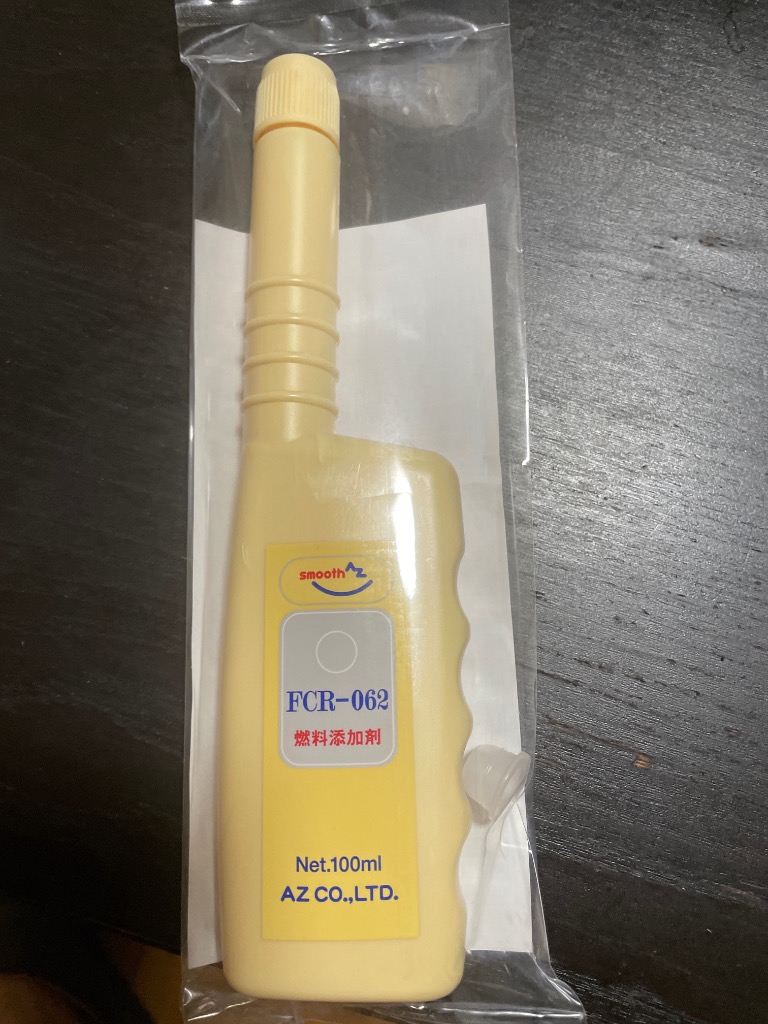 smooth AZ
FCR-062
燃料添加剤
Net.100ml
AZ CO.,LTD.